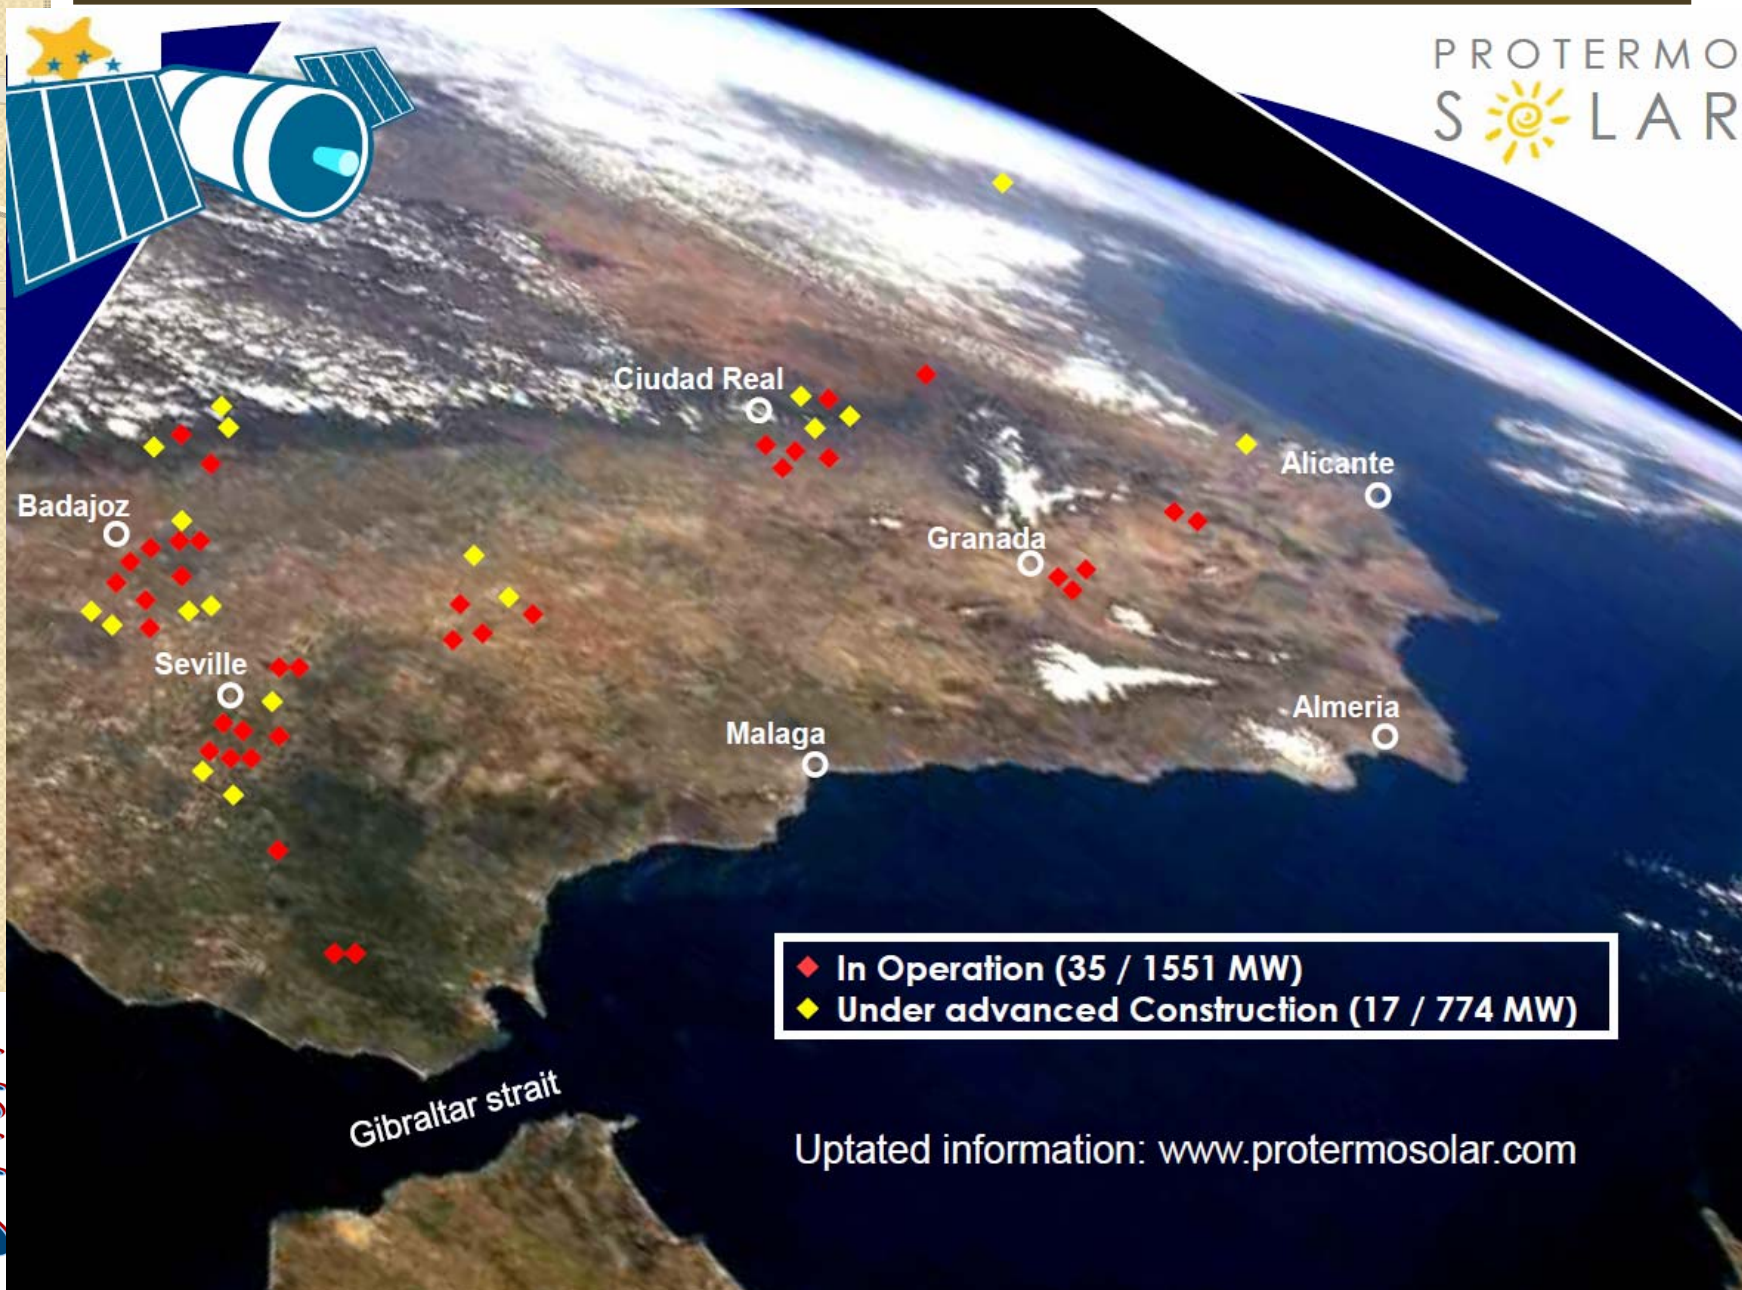 PROTERMO
SOLAR
Ciudad Real
Alicante
Badajoz
Granada
Seville
Almeria
Malaga
In Operation (35 / 1551 MW)
Under advanced Construction (17 / 774 MW)
Gibraltar strait
Uptated information: www.protermosolar.com